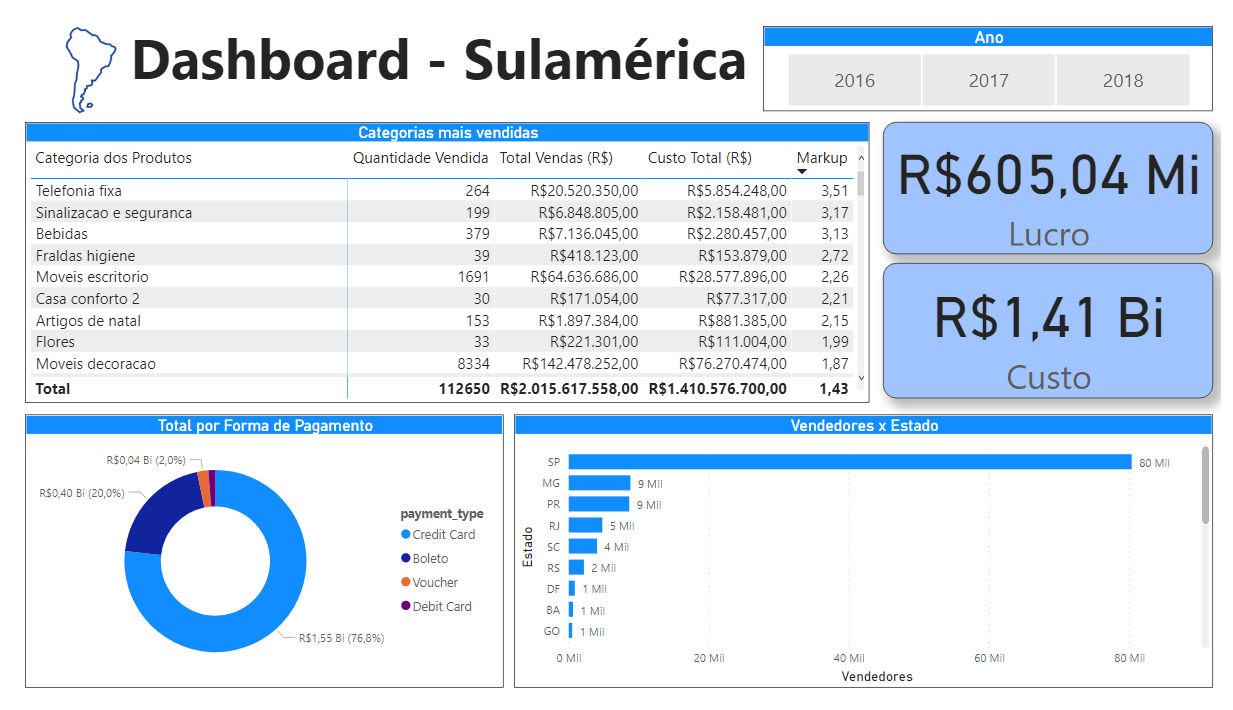 Dashboard - Sulamérica
Ano
2016 2017 2018
Categorias mais vendidas
Categoria dos Produtos Quantidade Vendida Total Vendas (R$) Custo Total (R$) Markup
Telefonia fixa 264 R$20.520.350,00 R$5.854.248,00 3,51
Sinalizacao e seguranca 199 R$6.848.805,00 R$2.158.481,00 3,17
Bebidas 379 R$7.136.045,00 R$2.280.457,00 3,13
Fraldas higiene 39 R$418.123,00 R$153.879,00 2,72
Moveis escritorio 1691 R$64.636.686,00 R$28.577.896,00 2,26
Casa conforto 2 30 R$171.054,00 R$77.317,00 2,21
Artigos de natal 153 R$1.897.384,00 R$881.385,00 2,15
Flores 33 R$221.301,00 R$111.004,00 1,99
Moveis decoracao 8334 R$142.478.252,00 R$76.270.474,00 1,87
Total 112650 R$2.015.617.558,00 R$1.410.576.700,00 1,43
R$605,04 Mi
Lucro
R$1,41 Bi
Custo
Total por Forma de Pagamento
R$0,04 Bi (2,0%)
R$0,40 Bi (20,0%)
R$1,55 Bi (76,8%)
payment_type
Credit Card
Boleto
Voucher
Debit Card
Vendedores x Estado
Estado
SP 80 Mil
MG 9 Mil
PR 9 Mil
RJ 5 Mil
SC 4 Mil
RS 2 Mil
DF 1 Mil
BA 1 Mil
GO 1 Mil
0 Mil 20 Mil 40 Mil 60 Mil 80 Mil
Vendedores